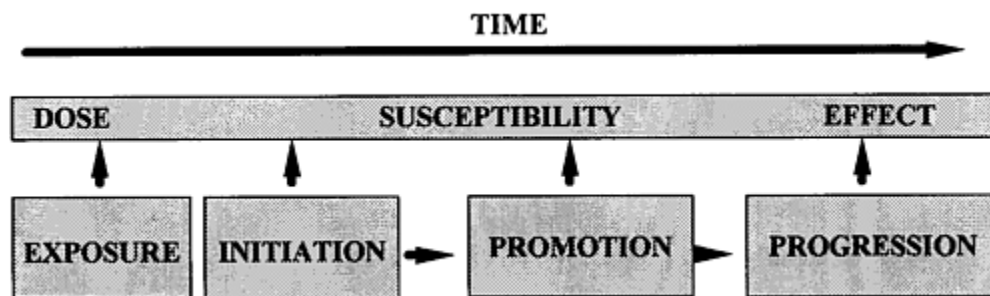 TIME
DOSE SUSCEPTIBILITY EFFECT
EXPOSURE INITIATION PROMOTION PROGRESSION